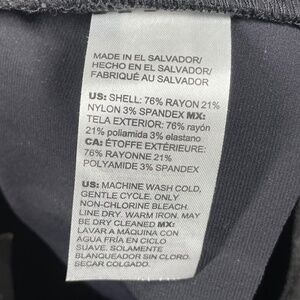 MADE IN EL SALVADOR/
HECHO EN EL SALVADOR/
FABRIQUÉ AU SALVADOR
US: SHELL: 76% RAYON 21%
NYLON 3% SPANDEX MX:
TELA EXTERIOR: 76% rayón
21% poliamida 3% elastano
CA: ÉTOFFE EXTÉRIEURE:
76% RAYONNE 21%
POLYAMIDE 3% SPANDEX
US: MACHINE WASH COLD,
GENTLE CYCLE. ONLY
NON-CHLORINE BLEACH.
LINE DRY. WARM IRON. MAY
BE DRY CLEANED MX:
LAVAR A MÁQUINA CON
AGUA FRÍA EN CICLO
SUAVE. SOLAMENTE
BLANQUEADOR SIN CLORO.
SECAR COLGADO.